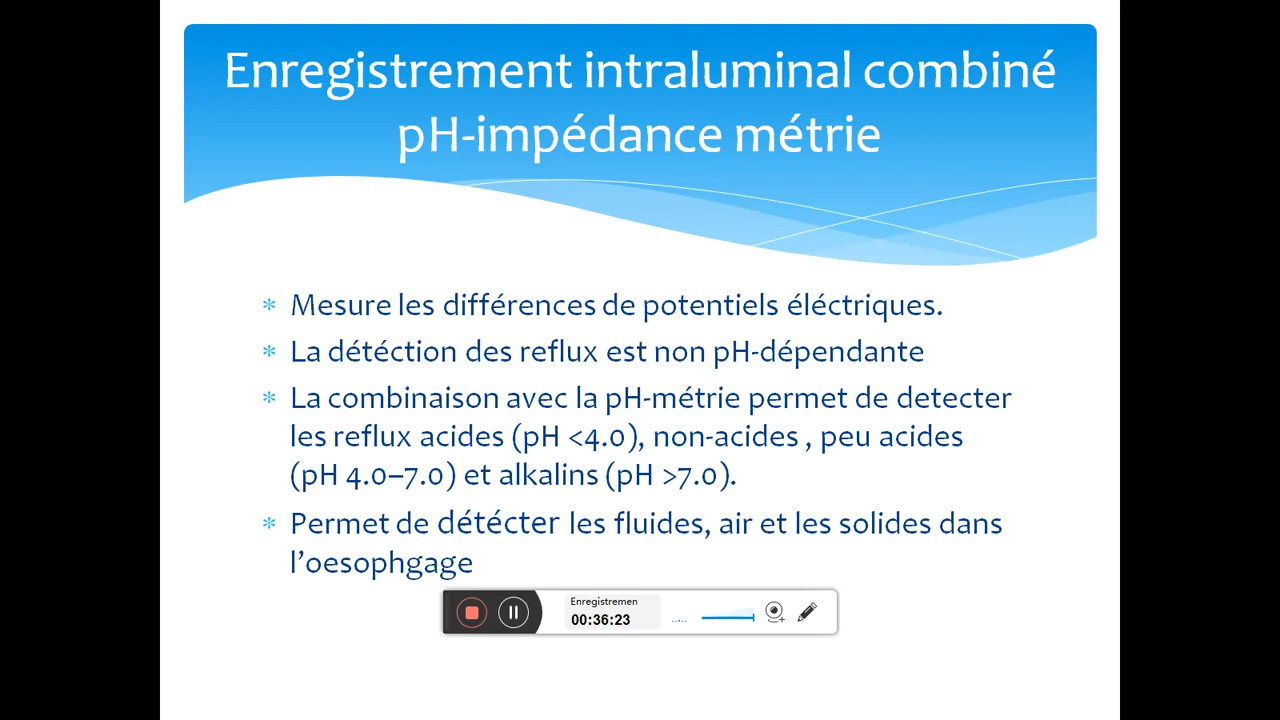 Enregistrement intraluminal combiné
pH-impédance métrie
* Mesure les différences de potentiels éléctriques.
* La détéction des reflux est non pH-dépendante
* La combinaison avec la pH-métrie permet de detecter
les reflux acides (pH <4.0), non-acides , peu acides
(pH 4.0–7.0) et alkalins (pH >7.0).
* Permet de détécter les fluides, air et les solides dans
l’oesophgage
Enregistremen
00:36:23